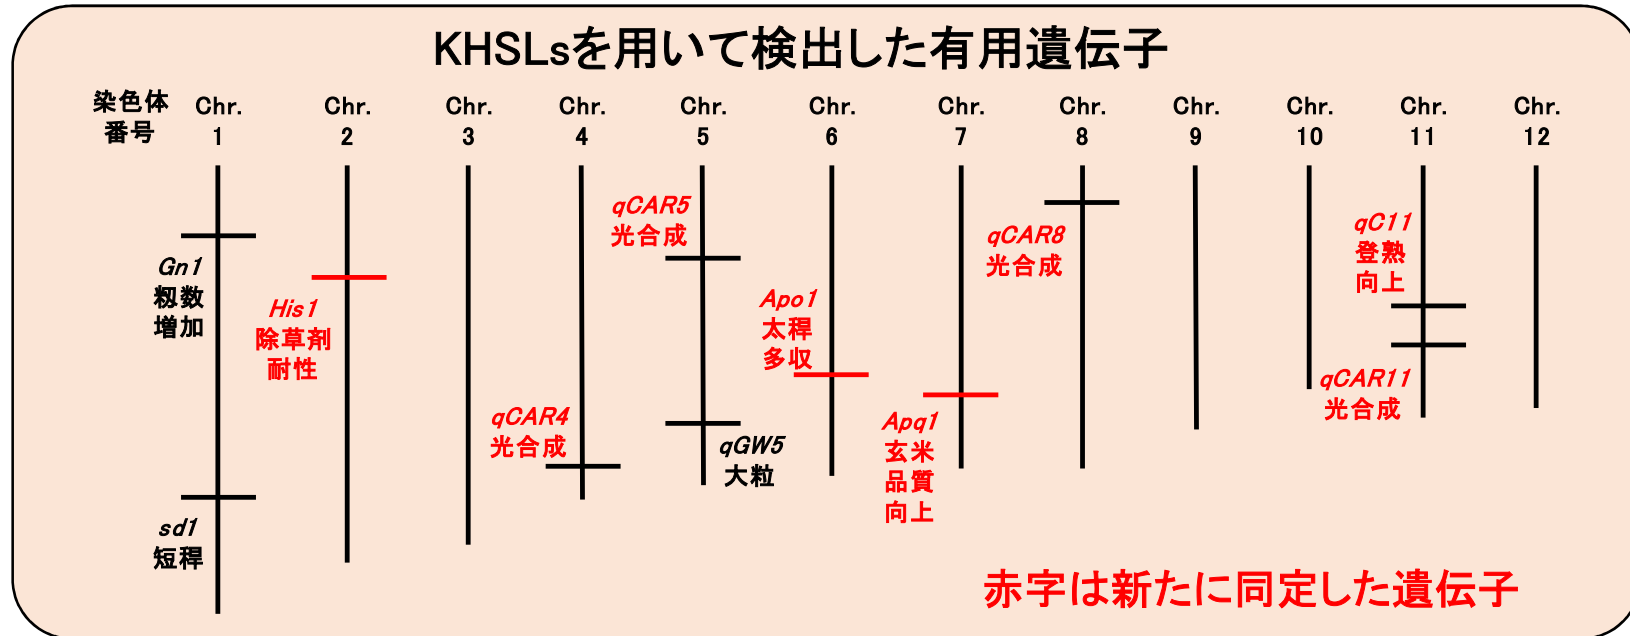 KHSLsを用いて検出した有用遺伝子
染色体
番号
Chr.
1
Chr.
2
Chr.
3
Chr.
4
Chr.
5
Chr.
6
Chr.
7
Chr.
8
Chr.
9
Chr.
10
Chr.
11
Chr.
12
Gn1
籾数
増加
sd1
短稈
His1
除草剤
耐性
qCAR4
光合成
qCAR5
光合成
qGW5
大粒
Apo1
太稈
多収
Apq1
玄米
品質
向上
qCAR8
光合成
qC11
登熟
向上
qCAR11
光合成
赤字は新たに同定した遺伝子